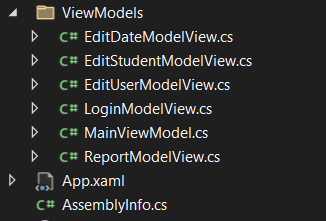 ViewModels
C# EditDateModelView.cs
C# EditStudentModelView.cs
C# EditUserModelView.cs
C# LoginModelView.cs
C# MainViewModel.cs
C# ReportModelView.cs
App.xaml
C# AssemblyInfo.cs